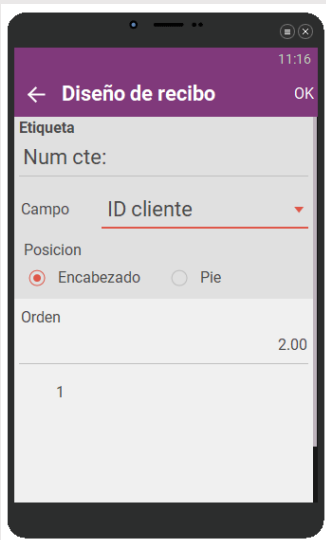 11:16
Diseño de recibo OK
Etiqueta
Num cte:
Campo ID cliente
Posicion
Encabezado Pie
Orden
2.00
1